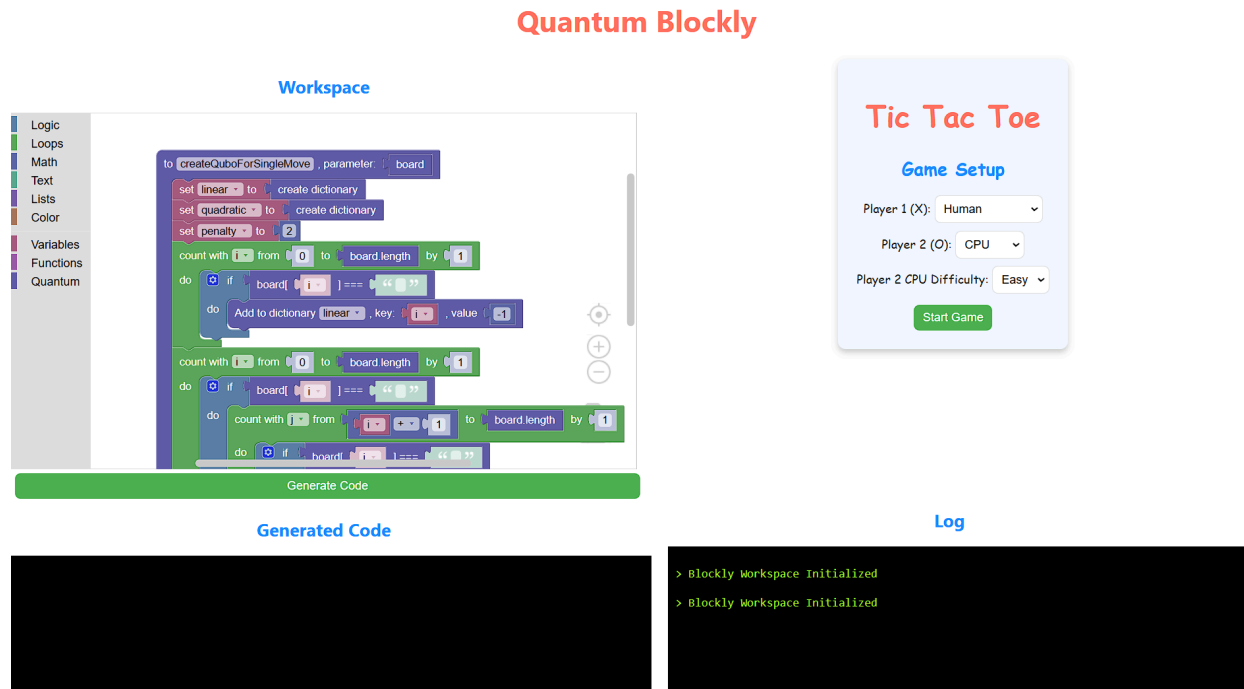 Quantum Blockly
Workspace
Logic
Loops
Math
Text
Lists
Color
Variables
Functions
Quantum
to createQuboForSingleMove , parameter: board
set linear to create dictionary
set quadratic to create dictionary
set penalty to 2
count with i from 0 to board.length by 1
do if board[ i ] === “ ”
do Add to dictionary linear , key: i , value -1
count with i from 0 to board.length by 1
do if board[ i ] === “ ”
do count with j from i + 1 to board.length by 1
do if board[ i ] === “ ”
Generate Code
Tic Tac Toe
Game Setup
Player 1 (X): Human
Player 2 (O): CPU
Player 2 CPU Difficulty: Easy
Start Game
Generated Code
Log
> Blockly Workspace Initialized
> Blockly Workspace Initialized